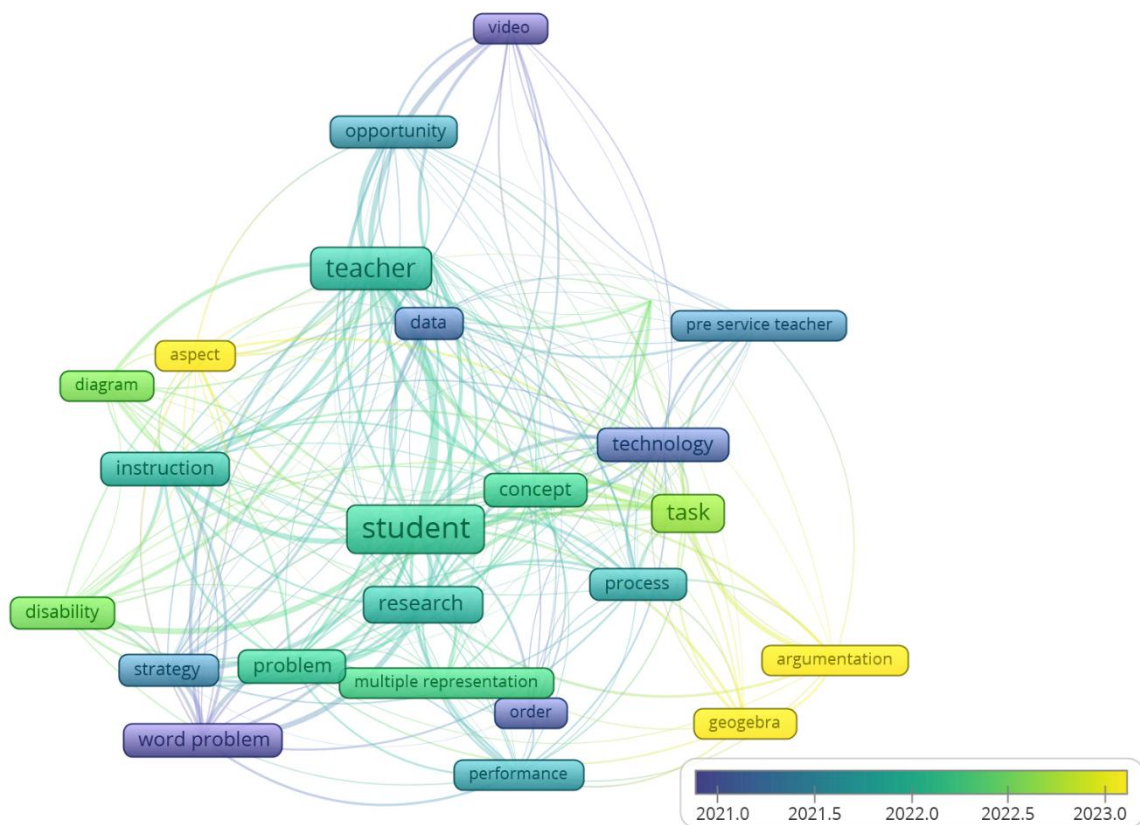 video
opportunity
teacher
data
pre service teacher
aspect
diagram
technology
instruction
concept
task
student
process
research
disability
argumentation
strategy
problem
multiple representation
order
geogebra
word problem
performance
2021.0 2021.5 2022.0 2022.5 2023.0